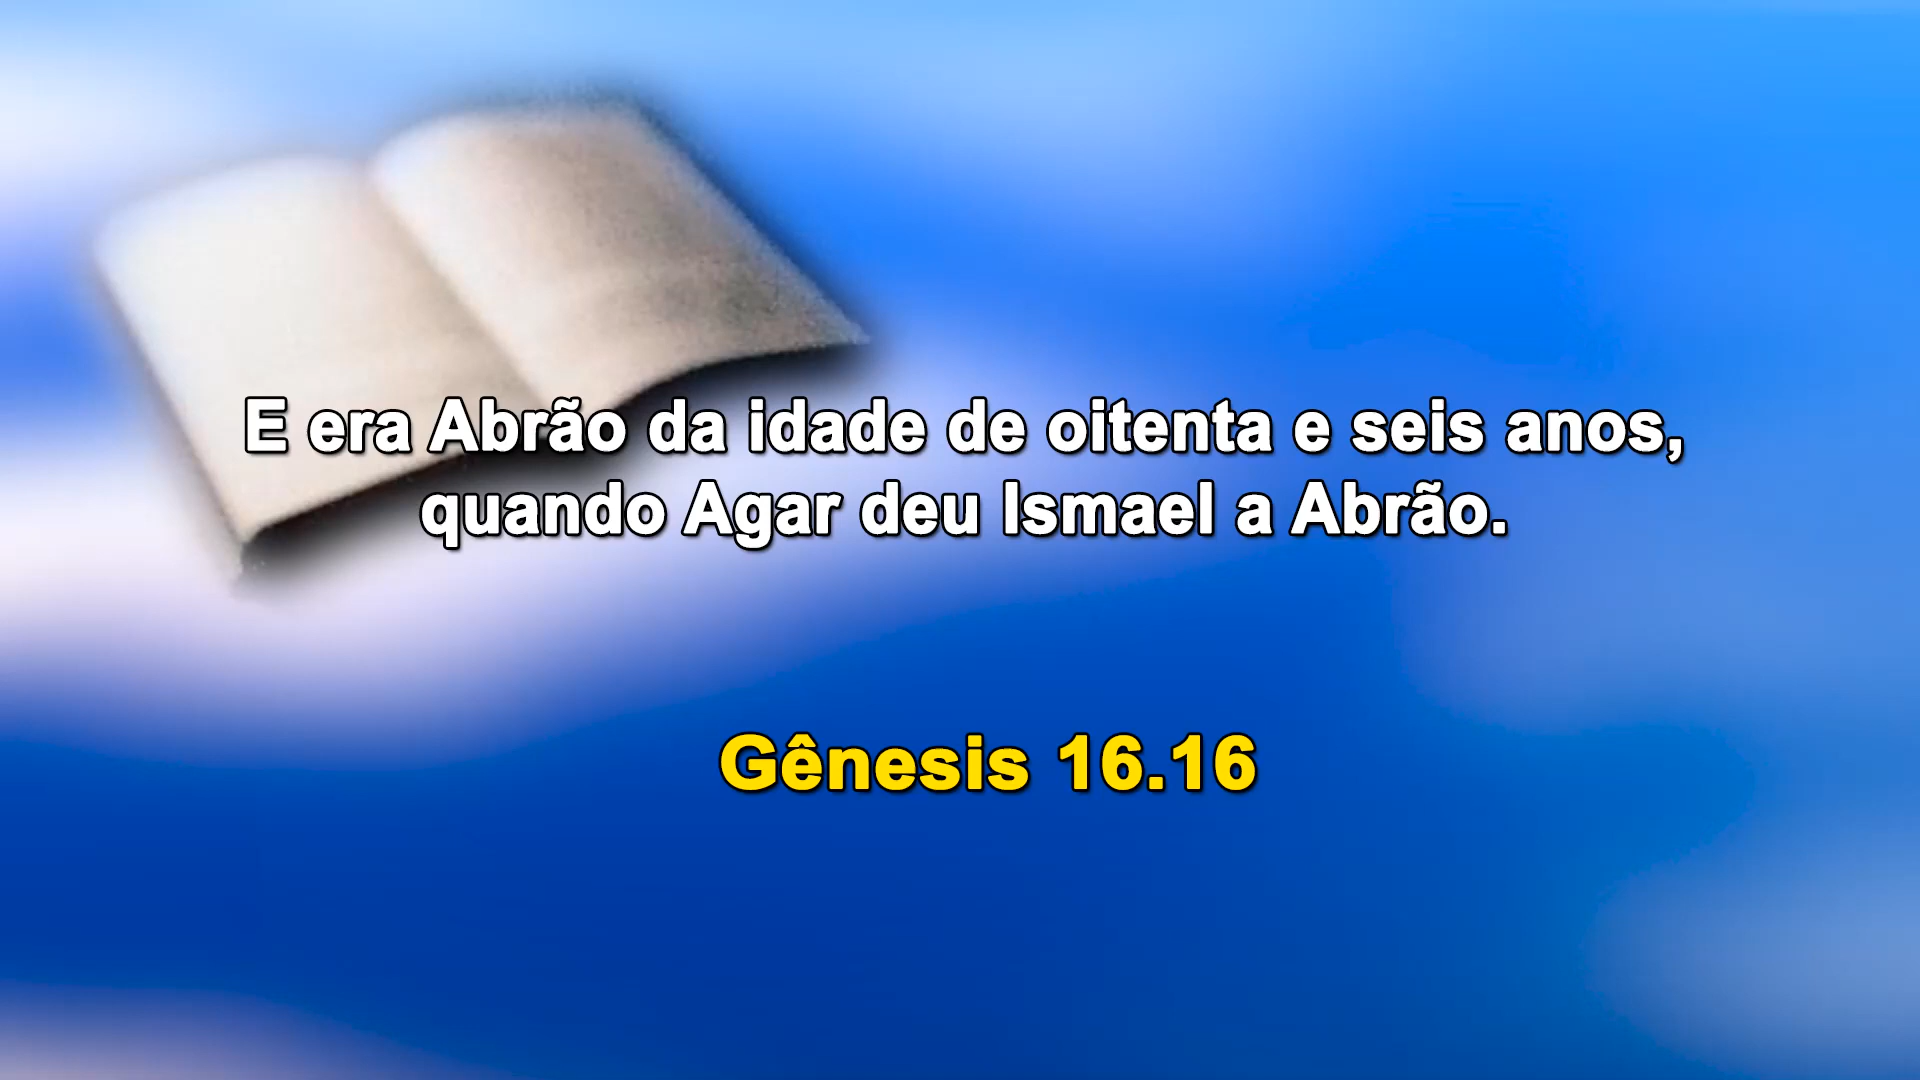 E era Abrão da idade de oitenta e seis anos,
quando Agar deu Ismael a Abrão.
Gênesis 16.16